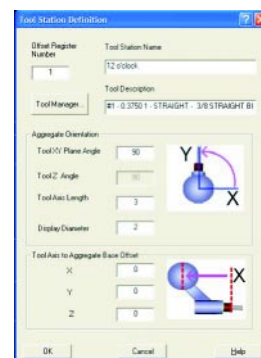 Tool Station Definition
Offset Register Number
Tool Station Name
1
12 o'clock
Tool Description
Tool Manager...
#1 - 0.3750 1 - STRAIGHT - 3/8 STRAIGHT BI
Aggregate Orientation
Tool XY Plane Angle
90
Tool Z Angle
90
Tool Axis Length
3
Display Diameter
2
Y
X
Tool Axis to Aggregate Base Offset
X
0
Y
0
Z
0
X
OK
Cancel
Help